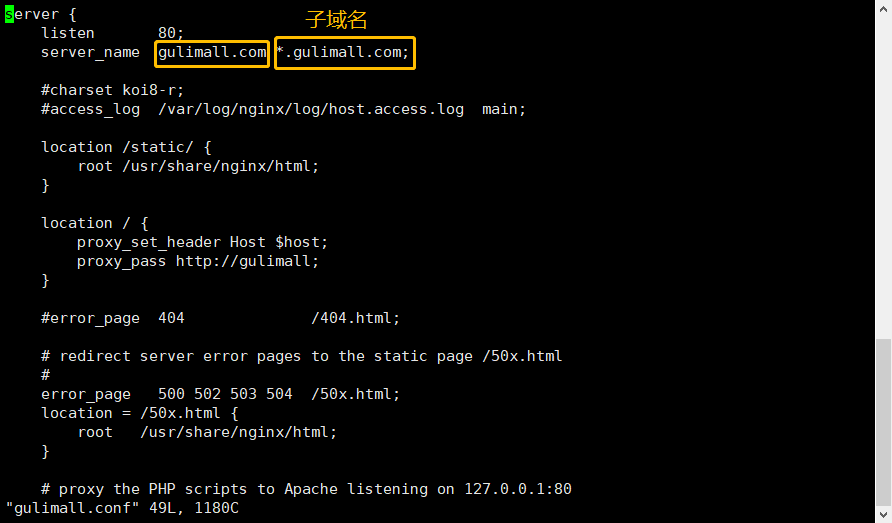 子域名
server {
    listen       80;
    server_name  gulimall.com *.gulimall.com;

    #charset koi8-r;
    #access_log  /var/log/nginx/log/host.access.log  main;

    location /static/ {
        root /usr/share/nginx/html;
    }

    location / {
        proxy_set_header Host $host;
        proxy_pass http://gulimall;
    }

    #error_page  404              /404.html;

    # redirect server error pages to the static page /50x.html
    #
    error_page   500 502 503 504  /50x.html;
    location = /50x.html {
        root   /usr/share/nginx/html;
    }

    # proxy the PHP scripts to Apache listening on 127.0.0.1:80
"gulimall.conf" 49L, 1180C